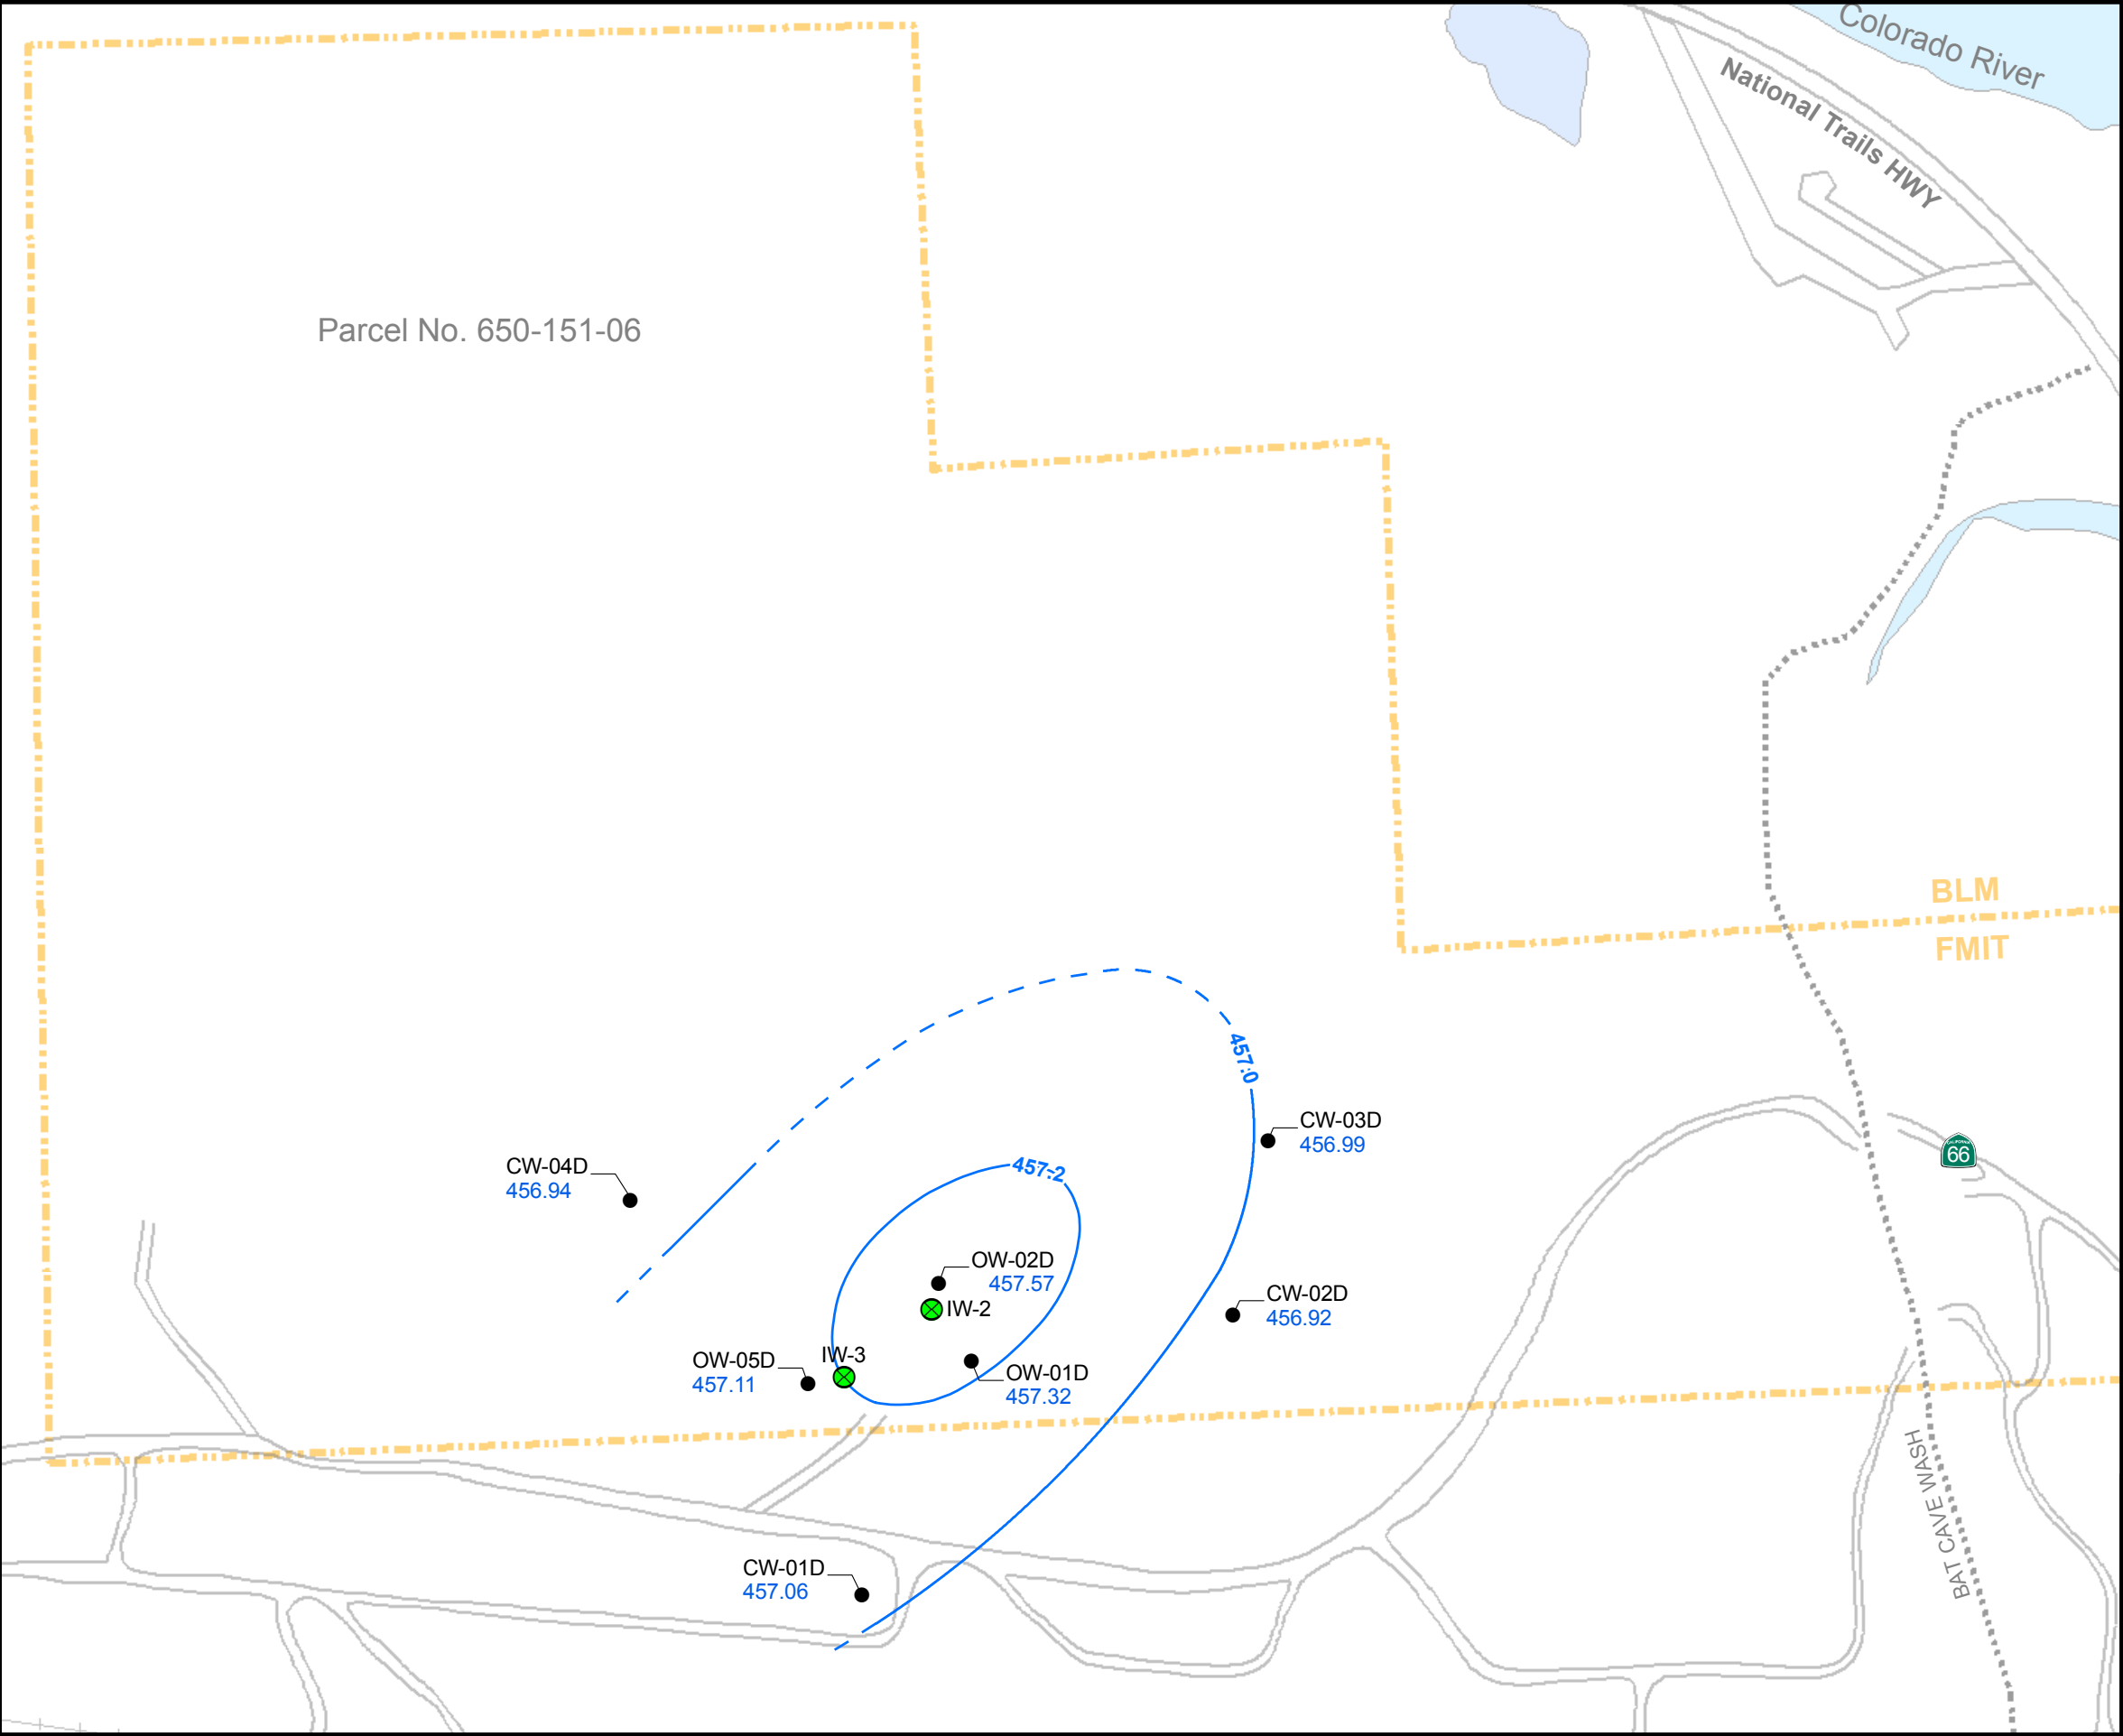 Colorado River
National Trails HWY
Parcel No. 650-151-06
BLM
FMIT
457.0
CW-03D
456.99
CALIFORNIA
66
CW-04D
456.94
457.2
OW-02D
457.57
IW-2
CW-02D
456.92
IW-3
OW-05D
457.11
OW-01D
457.32
BAT CAVE WASH
CW-01D
457.06